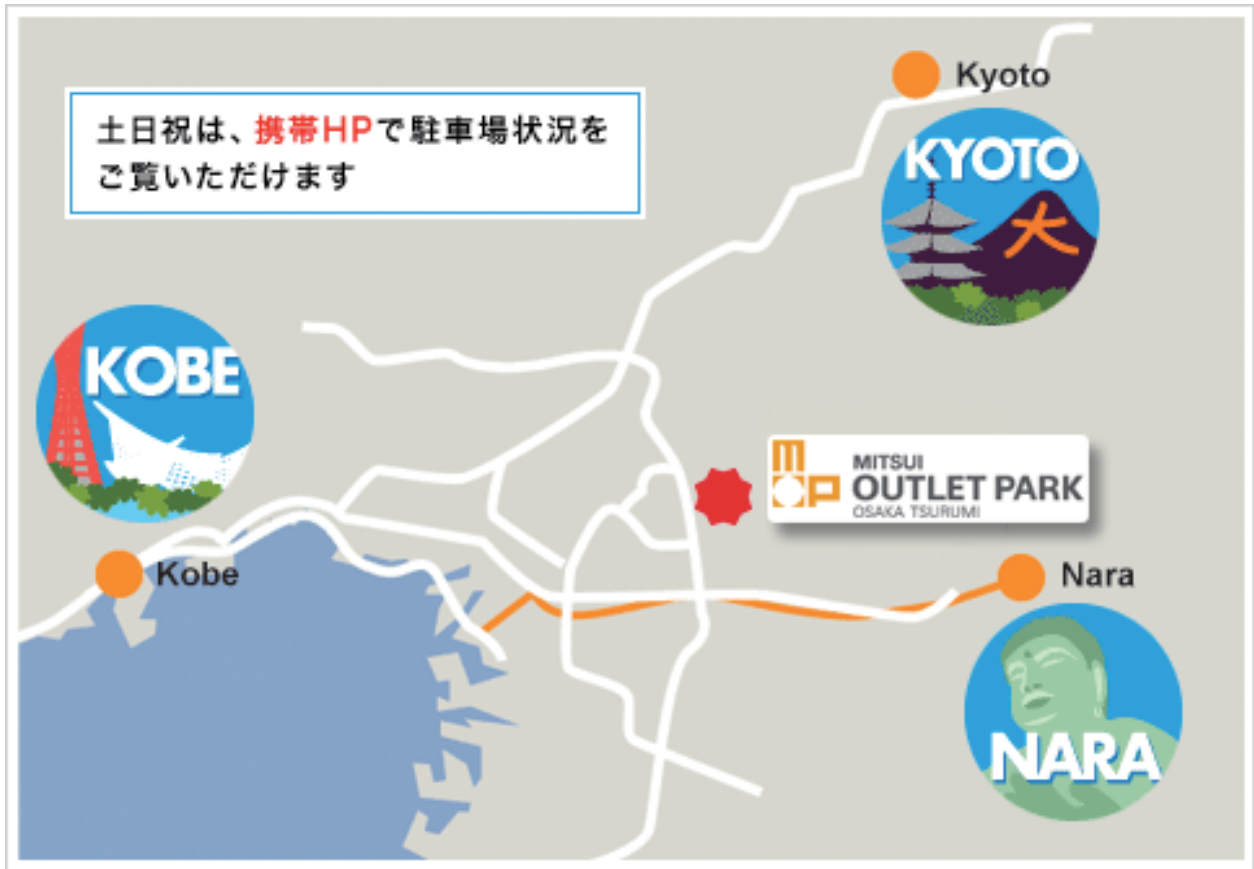 Kyoto
土日祝は、携帯HPで駐車場状況を
ご覧いただけます
KYOTO
大
KOBE
MITSUI
OUTLET PARK
OSAKA TSURUMI
Kobe
Nara
NARA